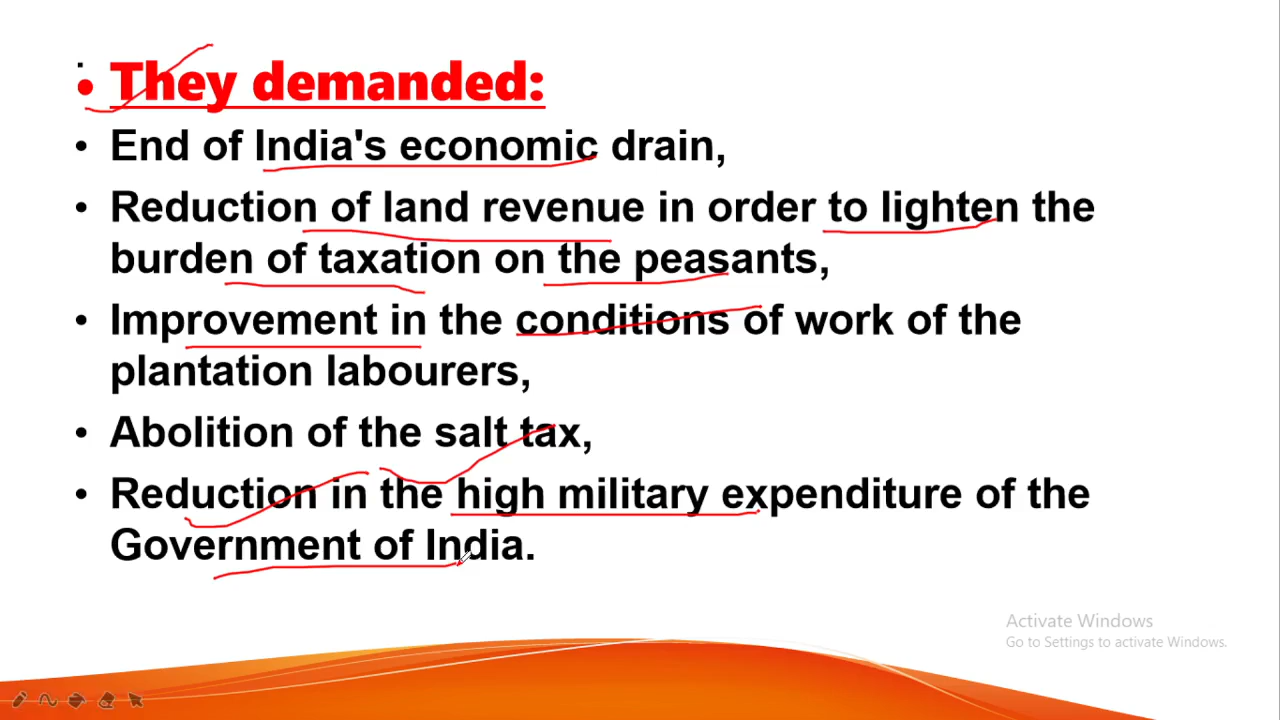 • They demanded:
• End of India's economic drain,
• Reduction of land revenue in order to lighten the
burden of taxation on the peasants,
• Improvement in the conditions of work of the
plantation labourers,
• Abolition of the salt tax,
• Reduction in the high military expenditure of the
Government of India.
Activate Windows
Go to Settings to activate Windows.